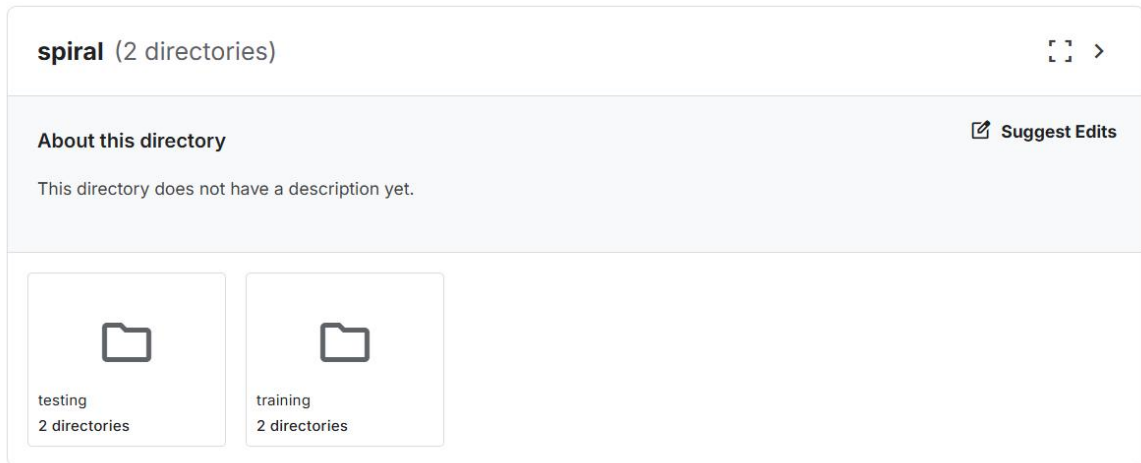 spiral (2 directories)
About this directory
Suggest Edits
This directory does not have a description yet.
testing
2 directories
training
2 directories